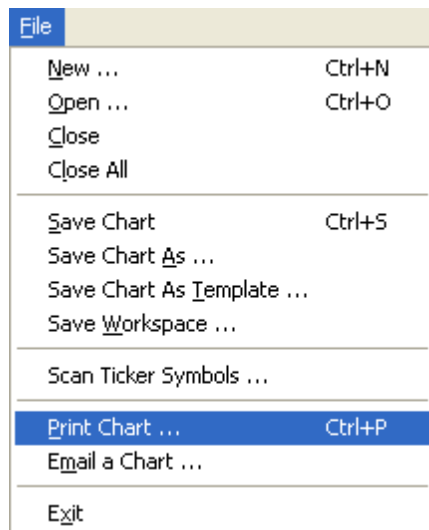 File
New ... Ctrl+N
Open ... Ctrl+O
Close
Close All
Save Chart Ctrl+S
Save Chart As ...
Save Chart As Template ...
Save Workspace ...
Scan Ticker Symbols ...
Print Chart ... Ctrl+P
Email a Chart ...
Exit